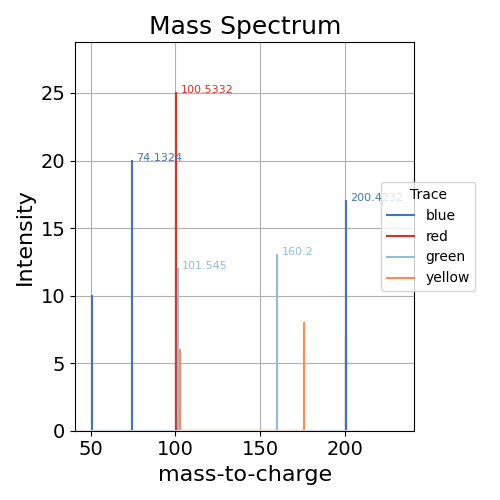 Mass Spectrum
100.5332
74.1324
200.4232
160.2
101.545
Trace
blue
red
green
yellow
Intensity
25
20
15
10
5
0
50
100
150
200
mass-to-charge